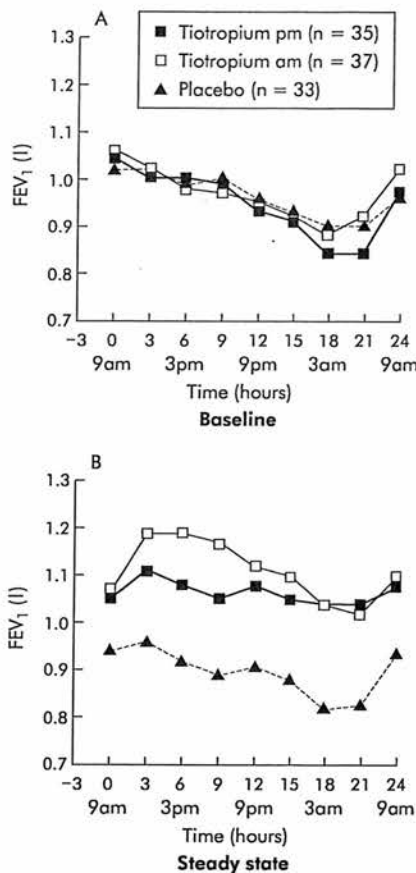 A
Tiotropium pm (n = 35)
Tiotropium am (n = 37)
Placebo (n = 33)
1.3
1.2
1.1
1.0
0.9
0.8
0.7
FEV₁ (l)
−3 0 3 6 9 12 15 18 21 24
9am 3pm 9pm 3am 9am
Time (hours)
Baseline
B
1.3
1.2
1.1
1.0
0.9
0.8
0.7
FEV₁ (l)
−3 0 3 6 9 12 15 18 21 24
9am 3pm 9pm 3am 9am
Time (hours)
Steady state